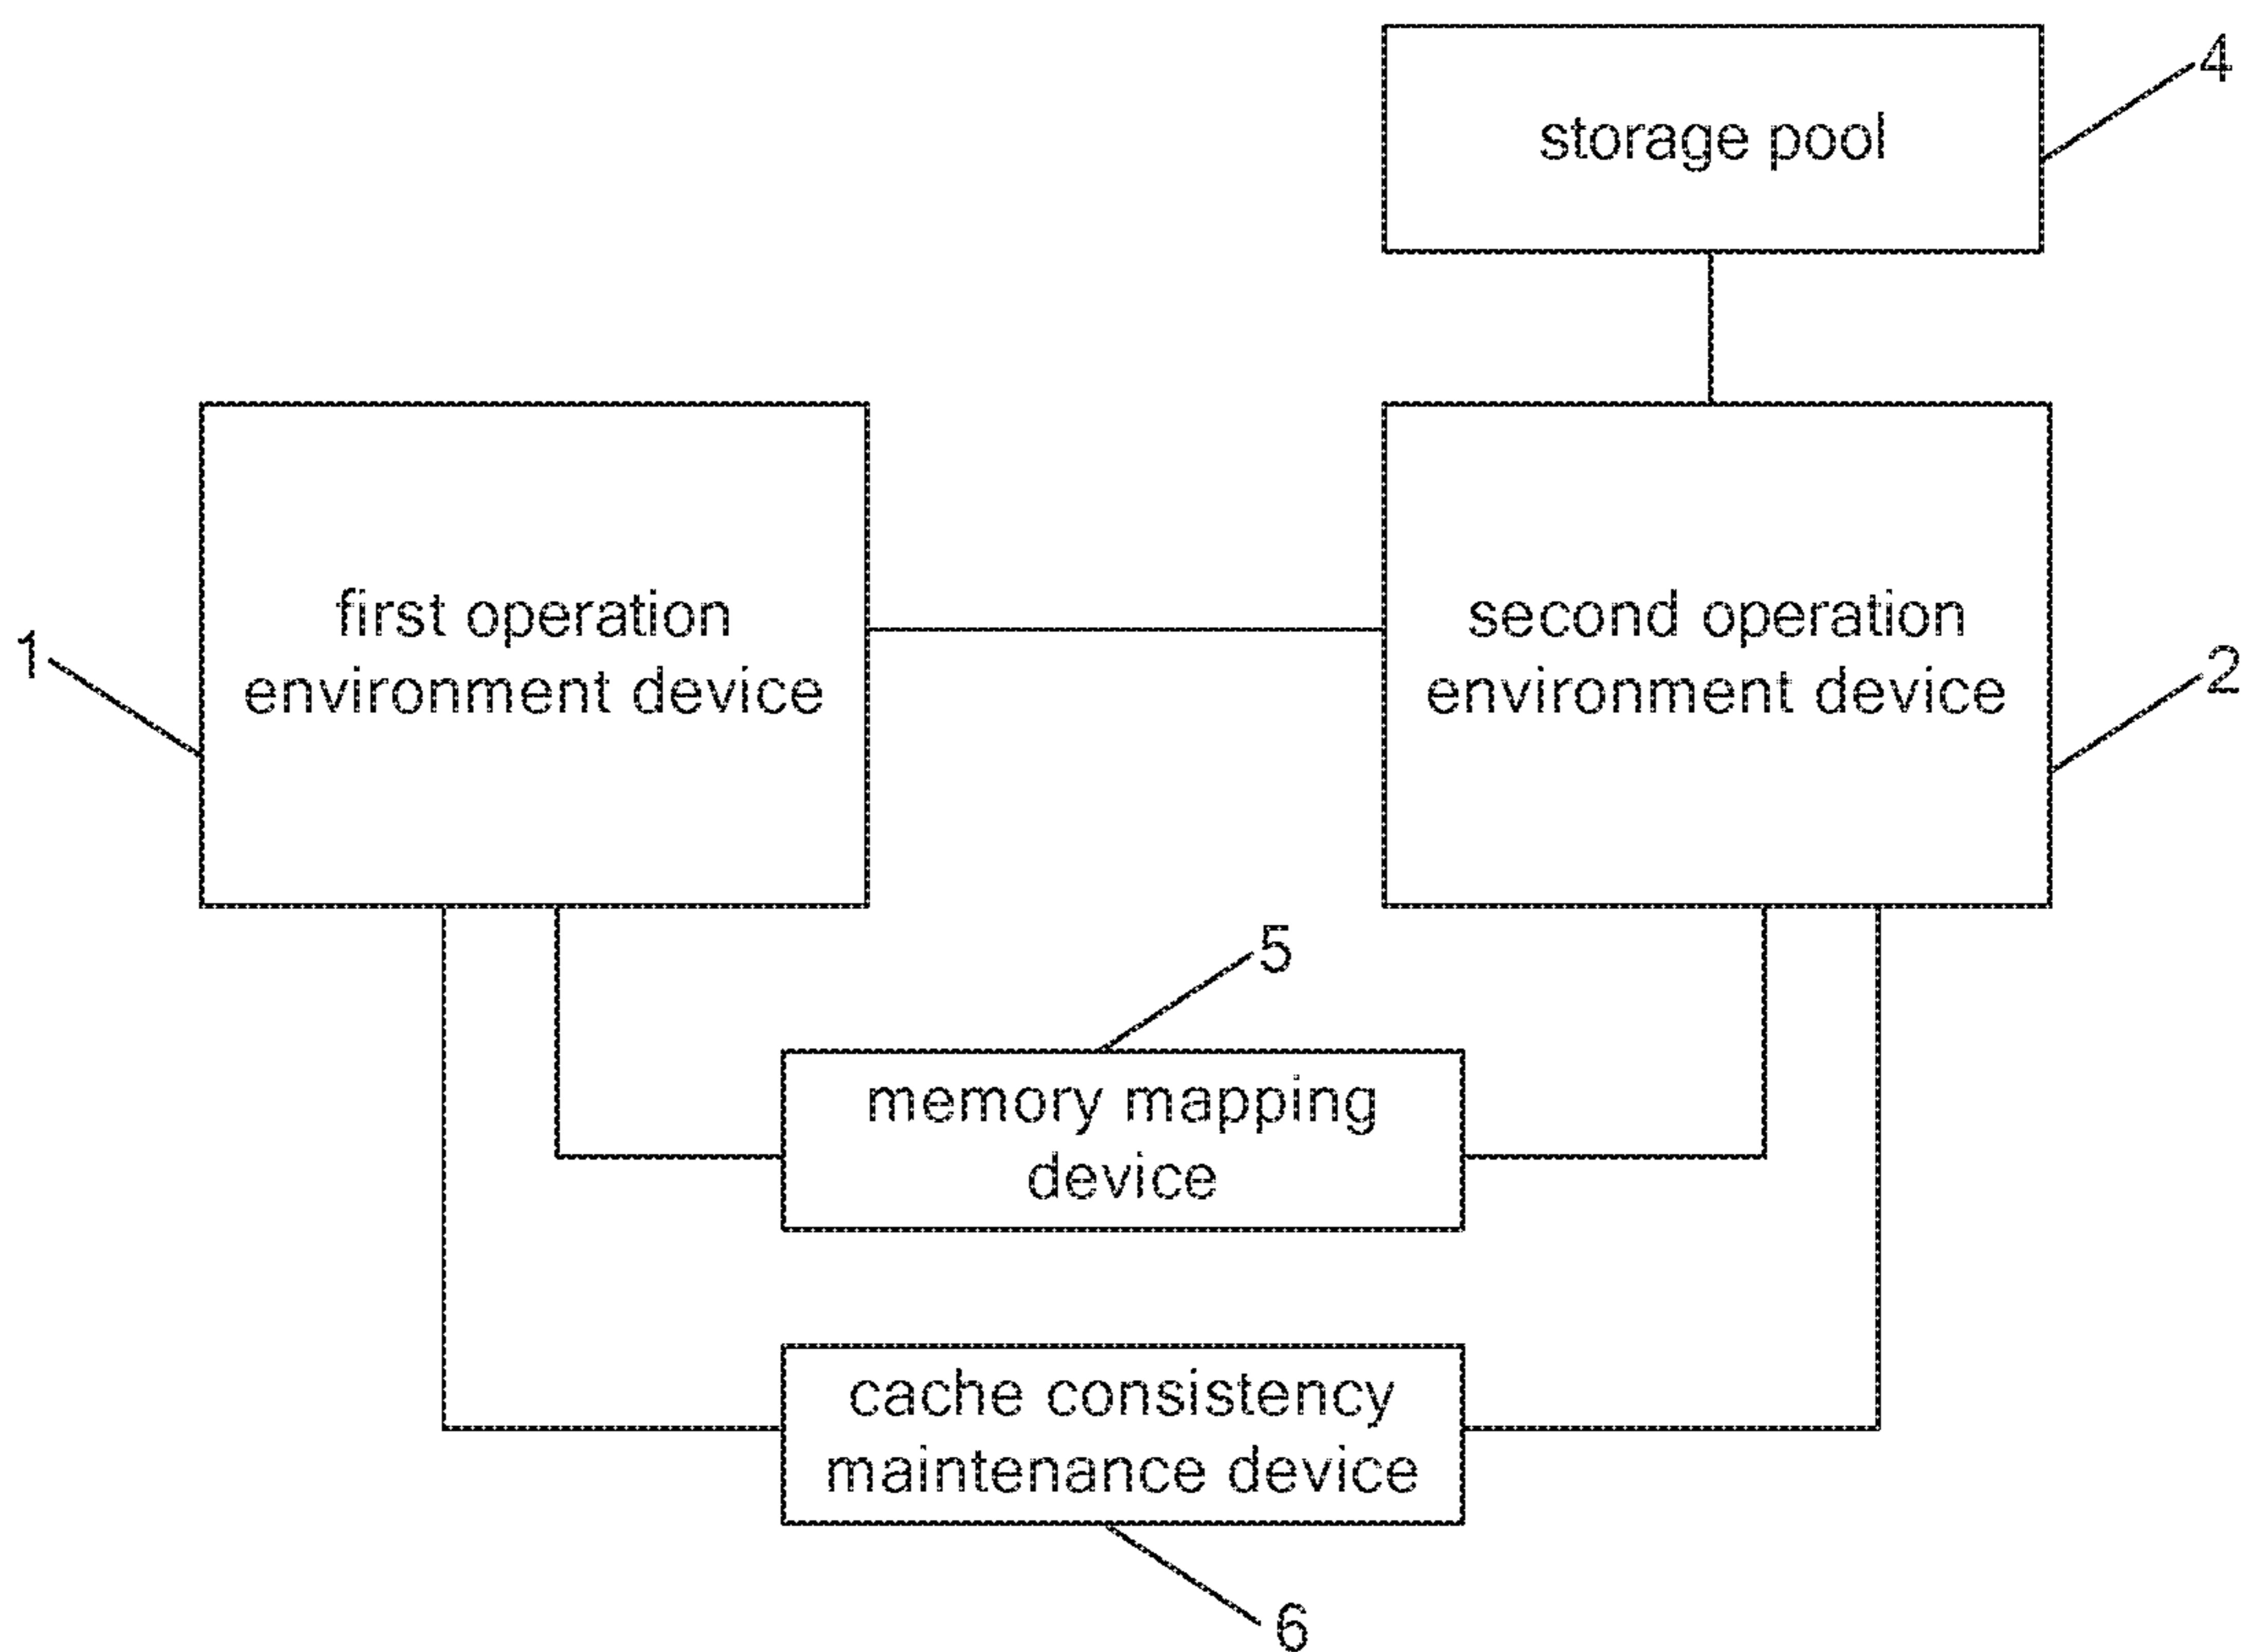 storage pool
4
first operation
environment device
1
second operation
environment device
2
5
memory mapping
device
cache consistency
maintenance device
6